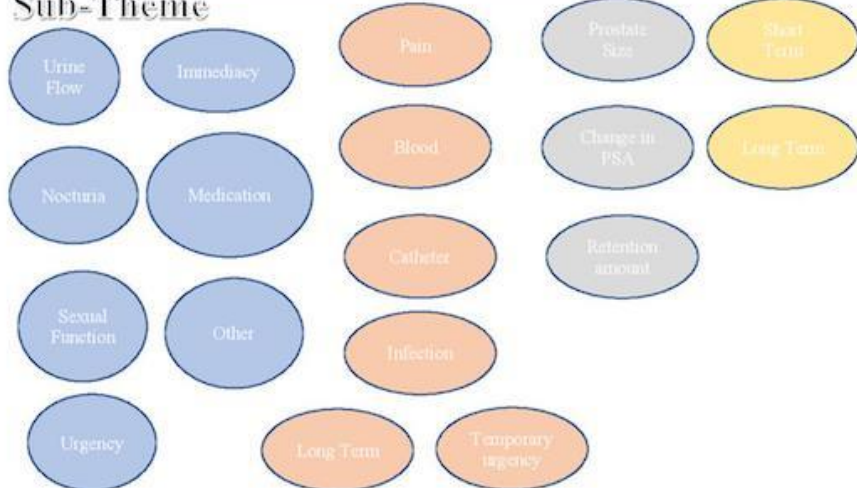 Sub-Theme
Urine
Flow
Immediacy
Nocturia
Medication
Sexual
Function
Other
Urgency
Pain
Blood
Catheter
Infection
Long Term
Temporary
urgency
Prostate
Size
Change in
PSA
Retention
amount
Short
Term
Long Term